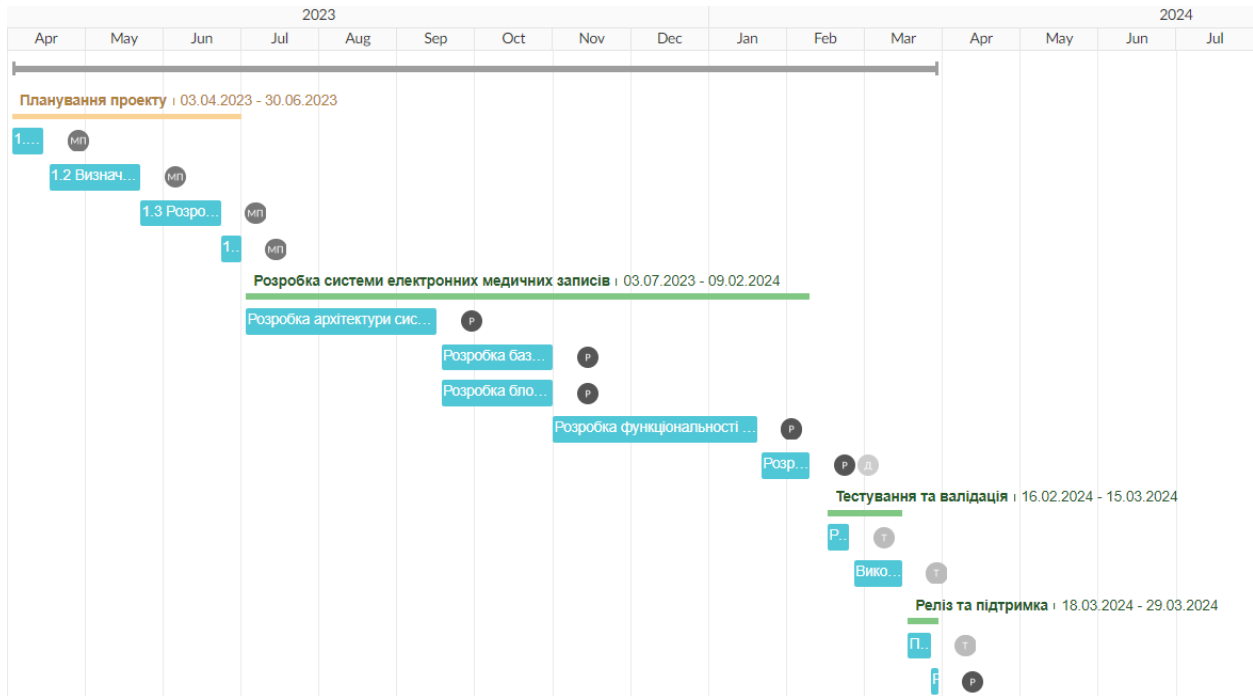 2023 2024
Apr May Jun Jul Aug Sep Oct Nov Dec Jan Feb Mar Apr May Jun Jul
Планування проекту | 03.04.2023 - 30.06.2023
1.... МП
1.2 Визнач... МП
1.3 Розро... МП
1.. МП
Розробка системи електронних медичних записів | 03.07.2023 - 09.02.2024
Розробка архітектури сис... Р
Розробка баз... Р
Розробка бло... Р
Розробка функціональності ... Р
Розр... Р Д
Тестування та валідація | 16.02.2024 - 15.03.2024
Р.. Т
Вико... Т
Реліз та підтримка | 18.03.2024 - 29.03.2024
П.. Т
Р Р